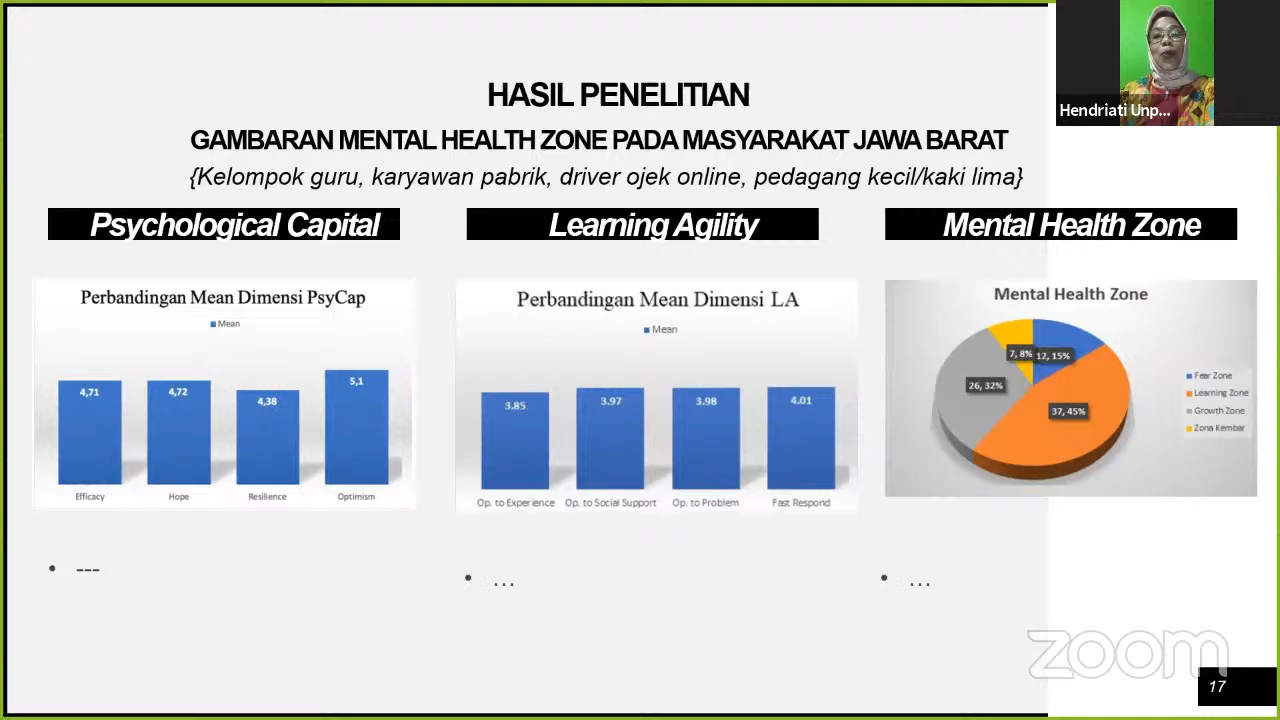 HASIL PENELITIAN
GAMBARAN MENTAL HEALTH ZONE PADA MASYARAKAT JAWA BARAT
{Kelompok guru, karyawan pabrik, driver ojek online, pedagang kecil/kaki lima}
Hendriati Unp...
Psychological Capital
Perbandingan Mean Dimensi PsyCap
Mean
4,71
4,72
4,38
5,1
Efficacy
Hope
Resilience
Optimism
• ---
Learning Agility
Perbandingan Mean Dimensi LA
Mean
3.85
3.97
3.98
4.01
Op. to Experience
Op. to Social Support
Op. to Problem
Fast Respond
• ...
Mental Health Zone
Mental Health Zone
7, 8%
12, 15%
26, 32%
37, 45%
Fear Zone
Learning Zone
Growth Zone
Zona Kembar
• ...
zoom
17